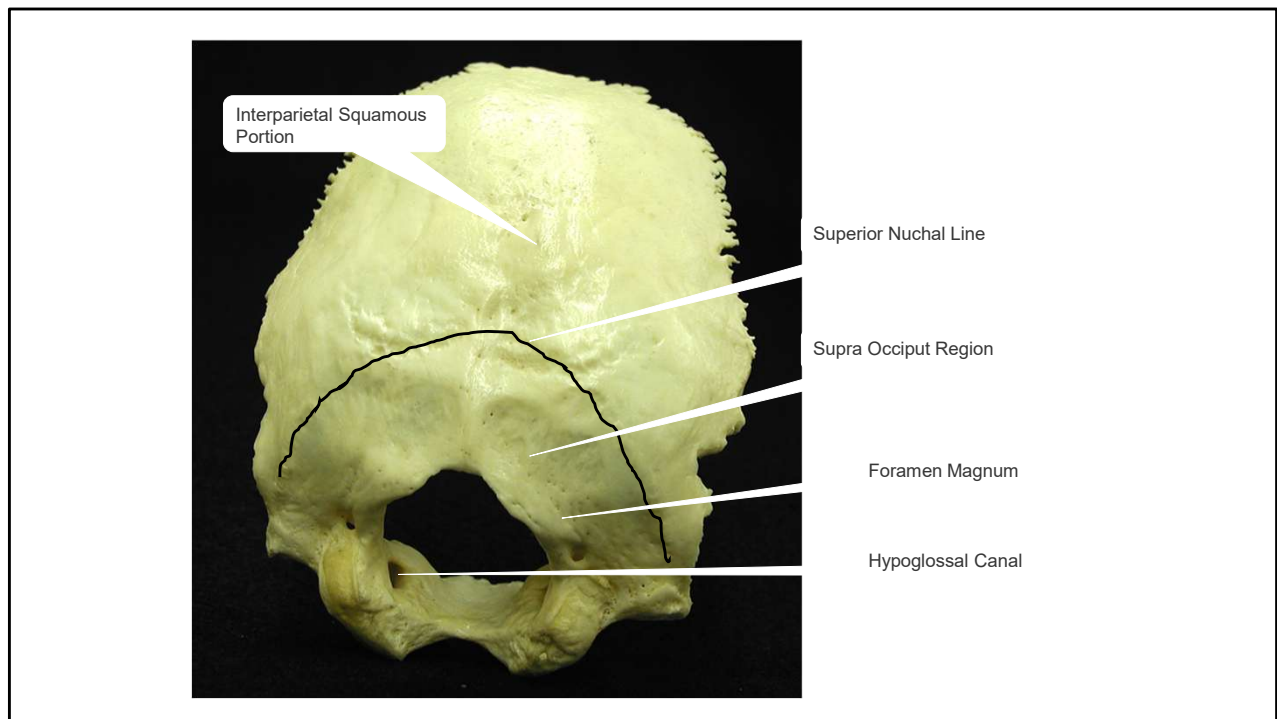 Interparietal Squamous
Portion
Superior Nuchal Line
Supra Occiput Region
Foramen Magnum
Hypoglossal Canal